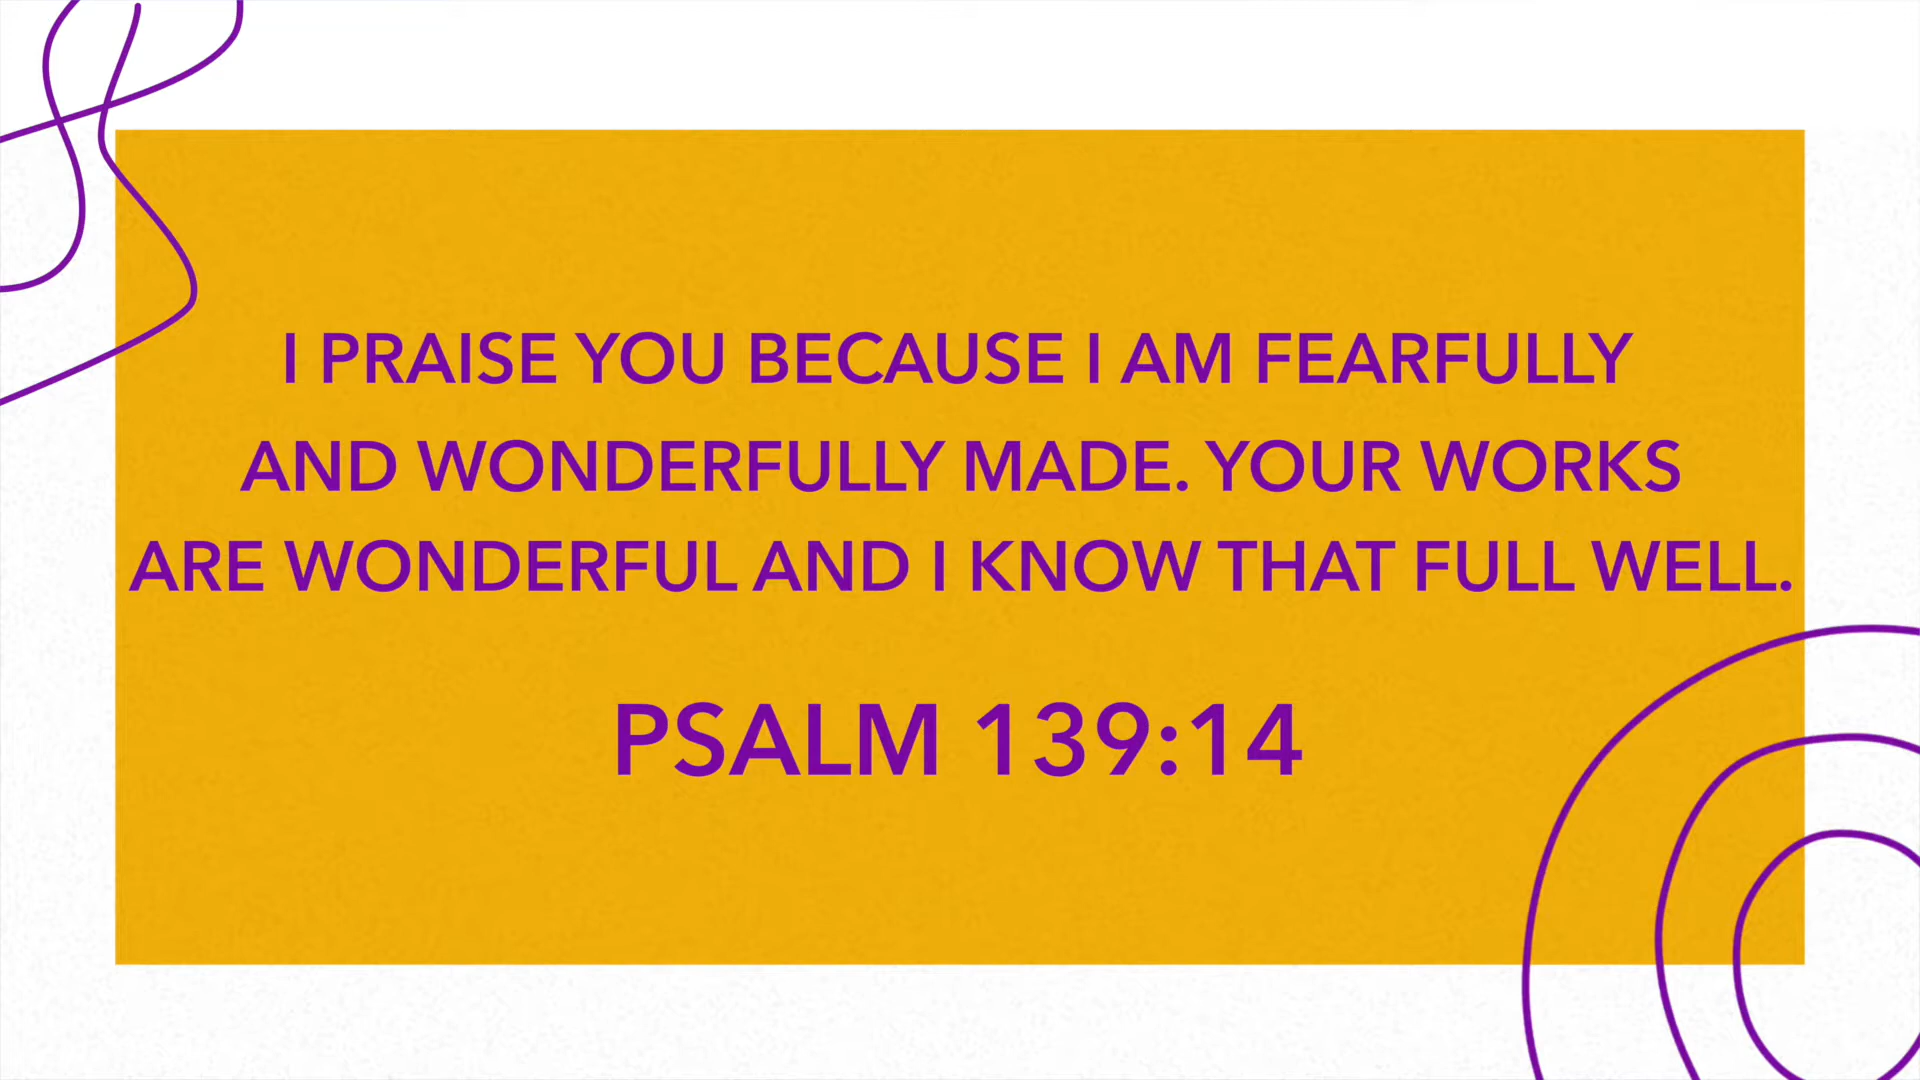 I PRAISE YOU BECAUSE I AM FEARFULLY
AND WONDERFULLY MADE. YOUR WORKS
ARE WONDERFUL AND I KNOW THAT FULL WELL.
PSALM 139:14